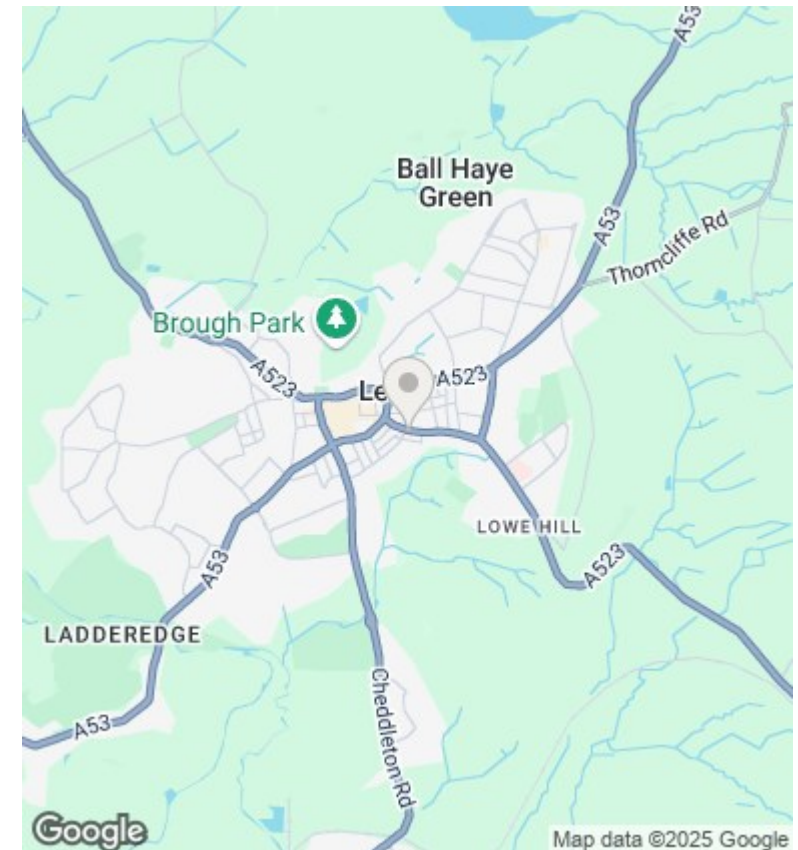 A53
Ball Haye
Green
A53
Thorncliffe Rd
Brough Park
A523
A523
Le
LOWE HILL
A523
A53
LADDEREDGE
A53
Cheddleton Rd
Google
Map data ©2025 Google